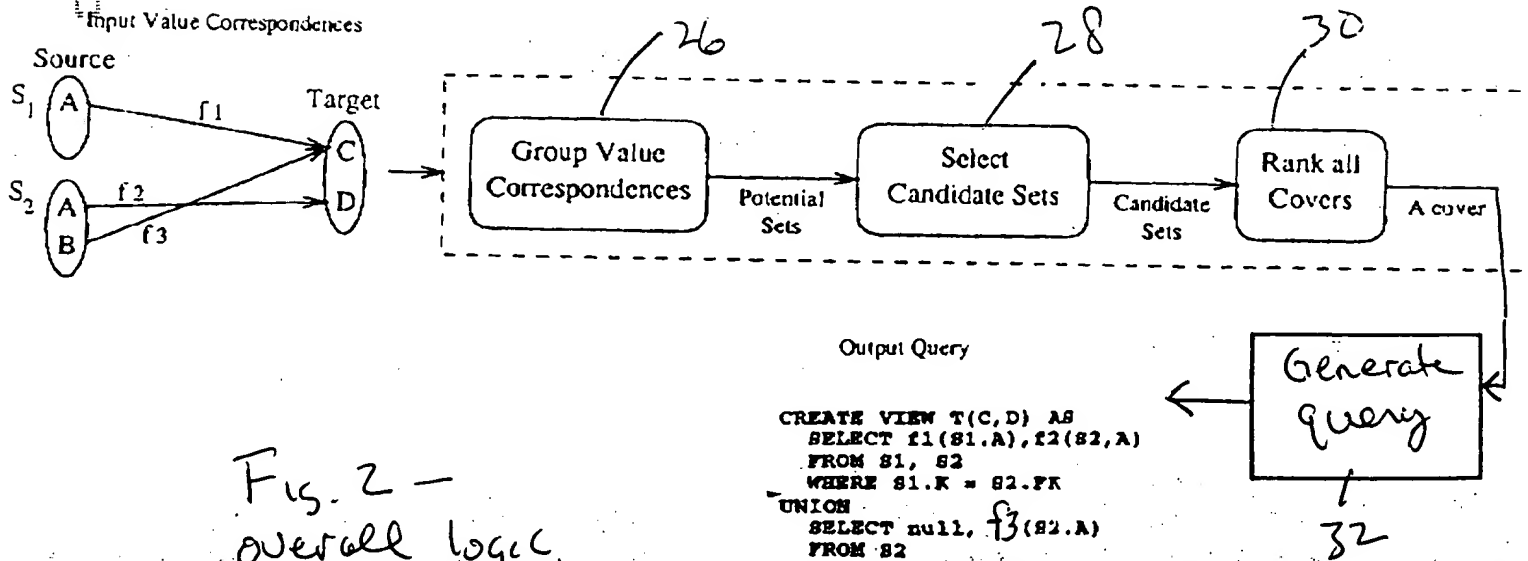 Input Value Correspondences
Source
S1
A
f1
Target
C
D
S2
A
B
f2
f3
26
28
30
Group Value
Correspondences
Potential
Sets
Select
Candidate Sets
Candidate
Sets
Rank all
Covers
A cover
Generate
query
32
Output Query
CREATE VIEW T(C,D) AS
SELECT f1(S1.A),f2(S2,A)
FROM S1, S2
WHERE S1.K = S2.FK
UNION
SELECT null, f3(S2.A)
FROM S2
Fig. 2 -
overall logic